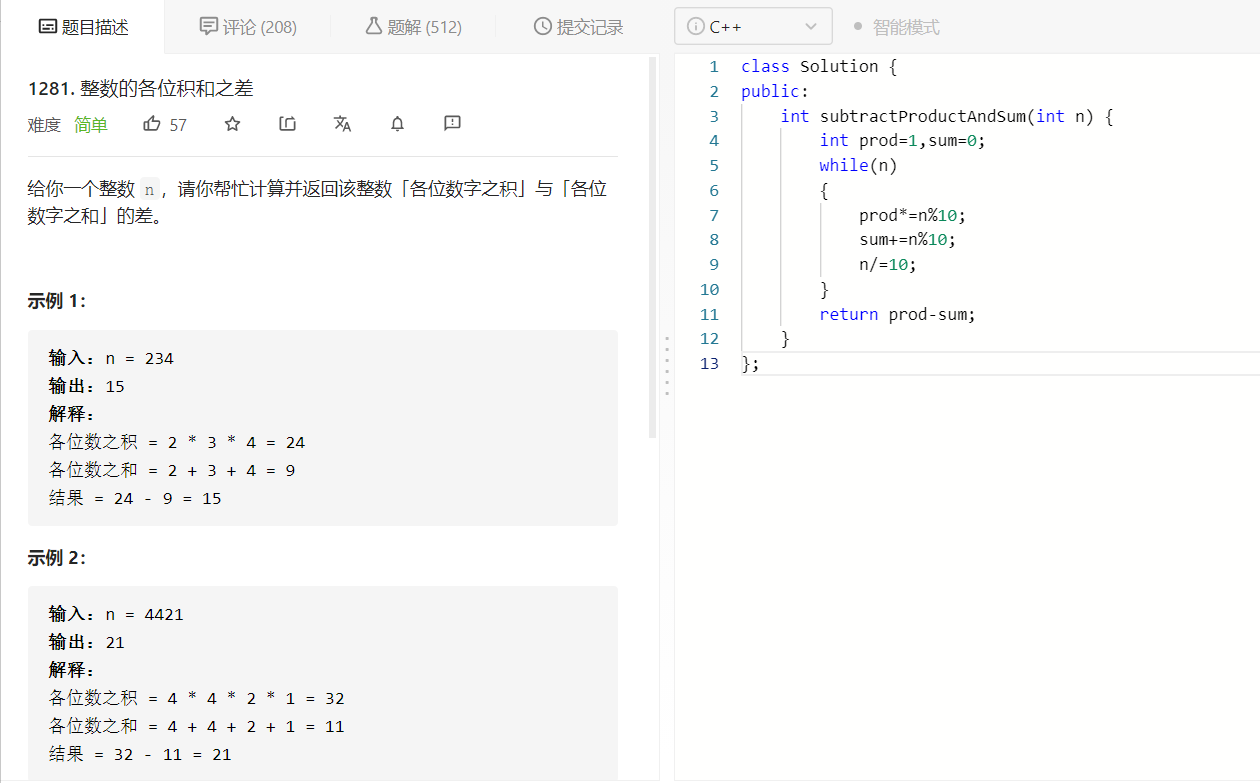 题目描述
评论 (208)
题解 (512)
提交记录
C++
智能模式
1281. 整数的各位积和之差
难度 简单 57
给你一个整数 n，请你帮忙计算并返回该整数「各位数字之积」与「各位
数字之和」的差。
示例 1：
输入：n = 234
输出：15
解释：
各位数之积 = 2 * 3 * 4 = 24
各位数之和 = 2 + 3 + 4 = 9
结果 = 24 - 9 = 15
示例 2：
输入：n = 4421
输出：21
解释：
各位数之积 = 4 * 4 * 2 * 1 = 32
各位数之和 = 4 + 4 + 2 + 1 = 11
结果 = 32 - 11 = 21
1 class Solution {
2 public:
3     int subtractProductAndSum(int n) {
4         int prod=1,sum=0;
5         while(n)
6         {
7             prod*=n%10;
8             sum+=n%10;
9             n/=10;
10         }
11         return prod-sum;
12     }
13 };